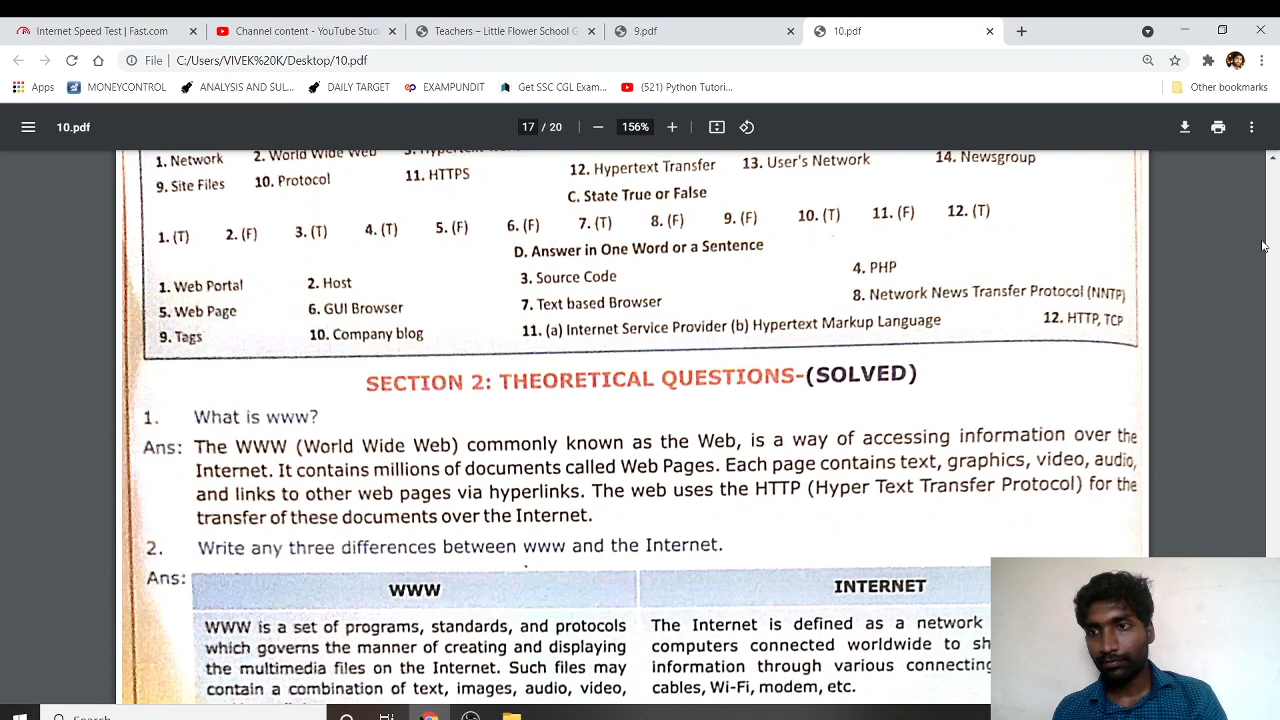 Internet Speed Test | Fast.com
Channel content - YouTube Studi
Teachers – Little Flower School G
9.pdf
10.pdf
File | C:/Users/VIVEK%20K/Desktop/10.pdf
Apps
MONEYCONTROL
ANALYSIS AND SUL...
DAILY TARGET
EXAMPUNDIT
Get SSC CGL Exam...
(521) Python Tutori...
Other bookmarks
10.pdf
17 / 20
156%
1. Network
2. World Wide Web
12. Hypertext Transfer
13. User's Network
14. Newsgroup
9. Site Files
10. Protocol
11. HTTPS
C. State True or False
1. (T) 2. (F) 3. (T) 4. (T) 5. (F) 6. (F) 7. (T) 8. (F) 9. (F) 10. (T) 11. (F) 12. (T)
D. Answer in One Word or a Sentence
1. Web Portal 2. Host 3. Source Code 4. PHP
5. Web Page 6. GUI Browser 7. Text based Browser 8. Network News Transfer Protocol (NNTP)
9. Tags 10. Company blog 11. (a) Internet Service Provider (b) Hypertext Markup Language 12. HTTP, TCP
SECTION 2: THEORETICAL QUESTIONS-(SOLVED)
1. What is www?
Ans: The WWW (World Wide Web) commonly known as the Web, is a way of accessing information over the
Internet. It contains millions of documents called Web Pages. Each page contains text, graphics, video, audio,
and links to other web pages via hyperlinks. The web uses the HTTP (Hyper Text Transfer Protocol) for the
transfer of these documents over the Internet.
2. Write any three differences between www and the Internet.
Ans:
WWW
INTERNET
WWW is a set of programs, standards, and protocols
which governs the manner of creating and displaying
the multimedia files on the Internet. Such files may
contain a combination of text, images, audio, video,
The Internet is defined as a network
computers connected worldwide to sh
information through various connecting
cables, Wi-Fi, modem, etc.
Search